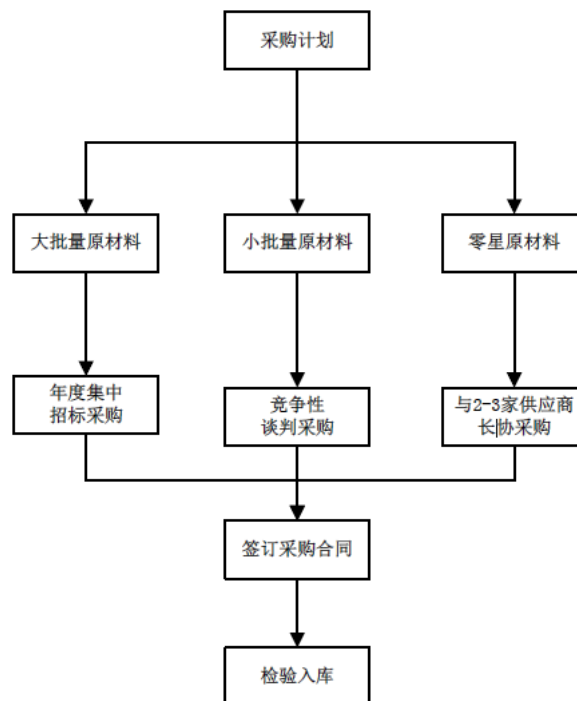 采购计划
大批量原材料
小批量原材料
零星原材料
年度集中
招标采购
竞争性
谈判采购
与2-3家供应商
长协采购
签订采购合同
检验入库